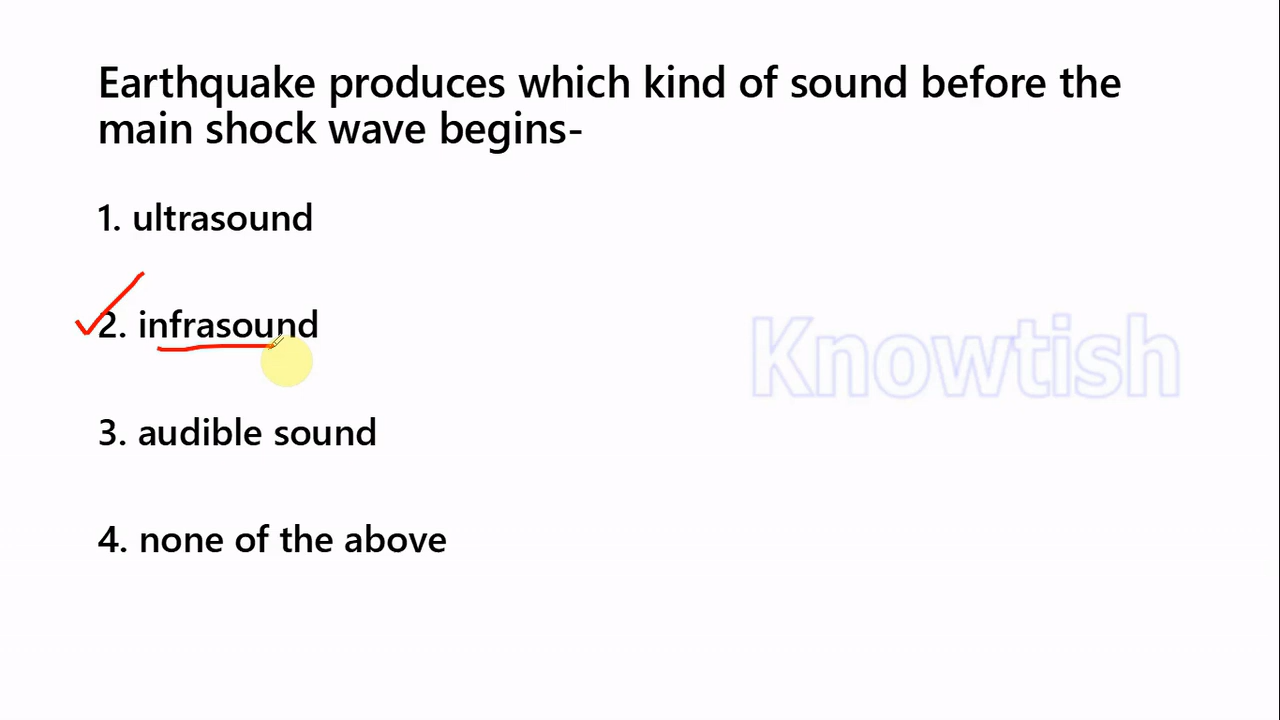 Earthquake produces which kind of sound before the
main shock wave begins-
1. ultrasound
2. infrasound
Knowtish
3. audible sound
4. none of the above